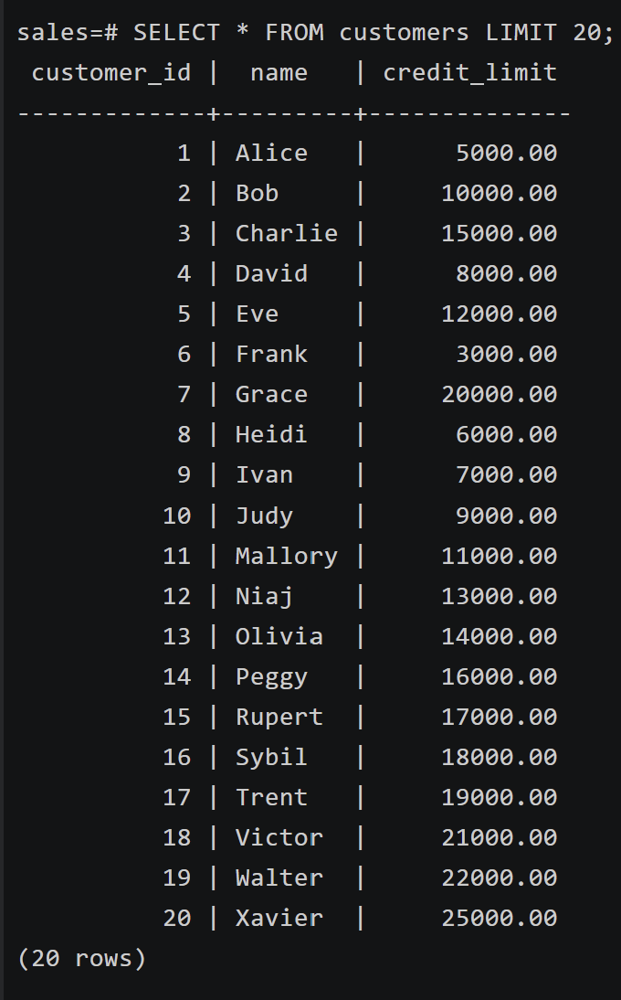 sales=# SELECT * FROM customers LIMIT 20;
 customer_id |  name   | credit_limit
-------------+---------+--------------
           1 | Alice   |      5000.00
           2 | Bob     |     10000.00
           3 | Charlie |     15000.00
           4 | David   |      8000.00
           5 | Eve     |     12000.00
           6 | Frank   |      3000.00
           7 | Grace   |     20000.00
           8 | Heidi   |      6000.00
           9 | Ivan    |      7000.00
          10 | Judy    |      9000.00
          11 | Mallory |     11000.00
          12 | Niaj    |     13000.00
          13 | Olivia  |     14000.00
          14 | Peggy   |     16000.00
          15 | Rupert  |     17000.00
          16 | Sybil   |     18000.00
          17 | Trent   |     19000.00
          18 | Victor  |     21000.00
          19 | Walter  |     22000.00
          20 | Xavier  |     25000.00
(20 rows)